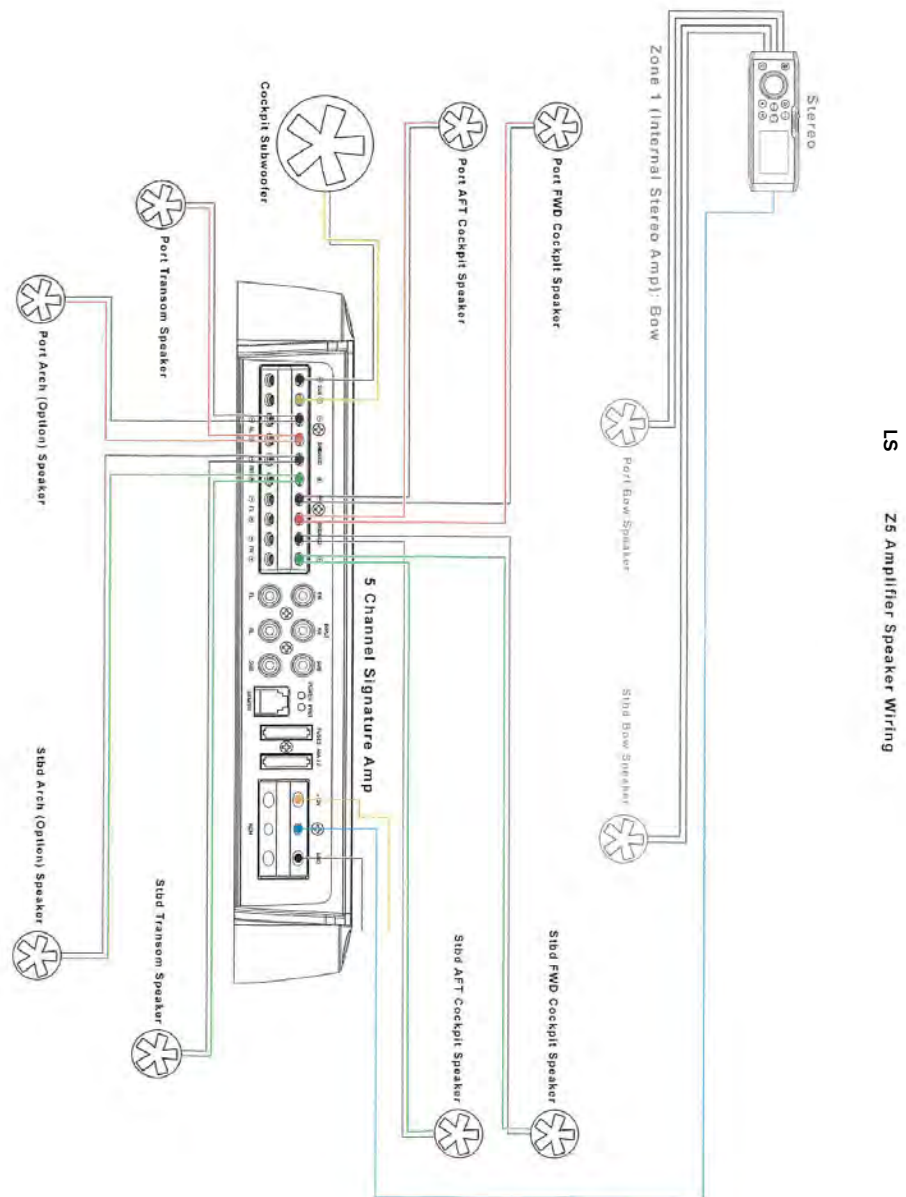 LS
Z5 Amplifier Speaker Wiring
Stereo
Zone 1 (Internal Stereo Amp): Bow
Port Bow Speaker
Stbd Bow Speaker
Port FWD Cockpit Speaker
Stbd FWD Cockpit Speaker
Port AFT Cockpit Speaker
Stbd AFT Cockpit Speaker
Cockpit Subwoofer
5 Channel Signature Amp
INPUT
Port Transom Speaker
Stbd Transom Speaker
Port Arch (Option) Speaker
Stbd Arch (Option) Speaker